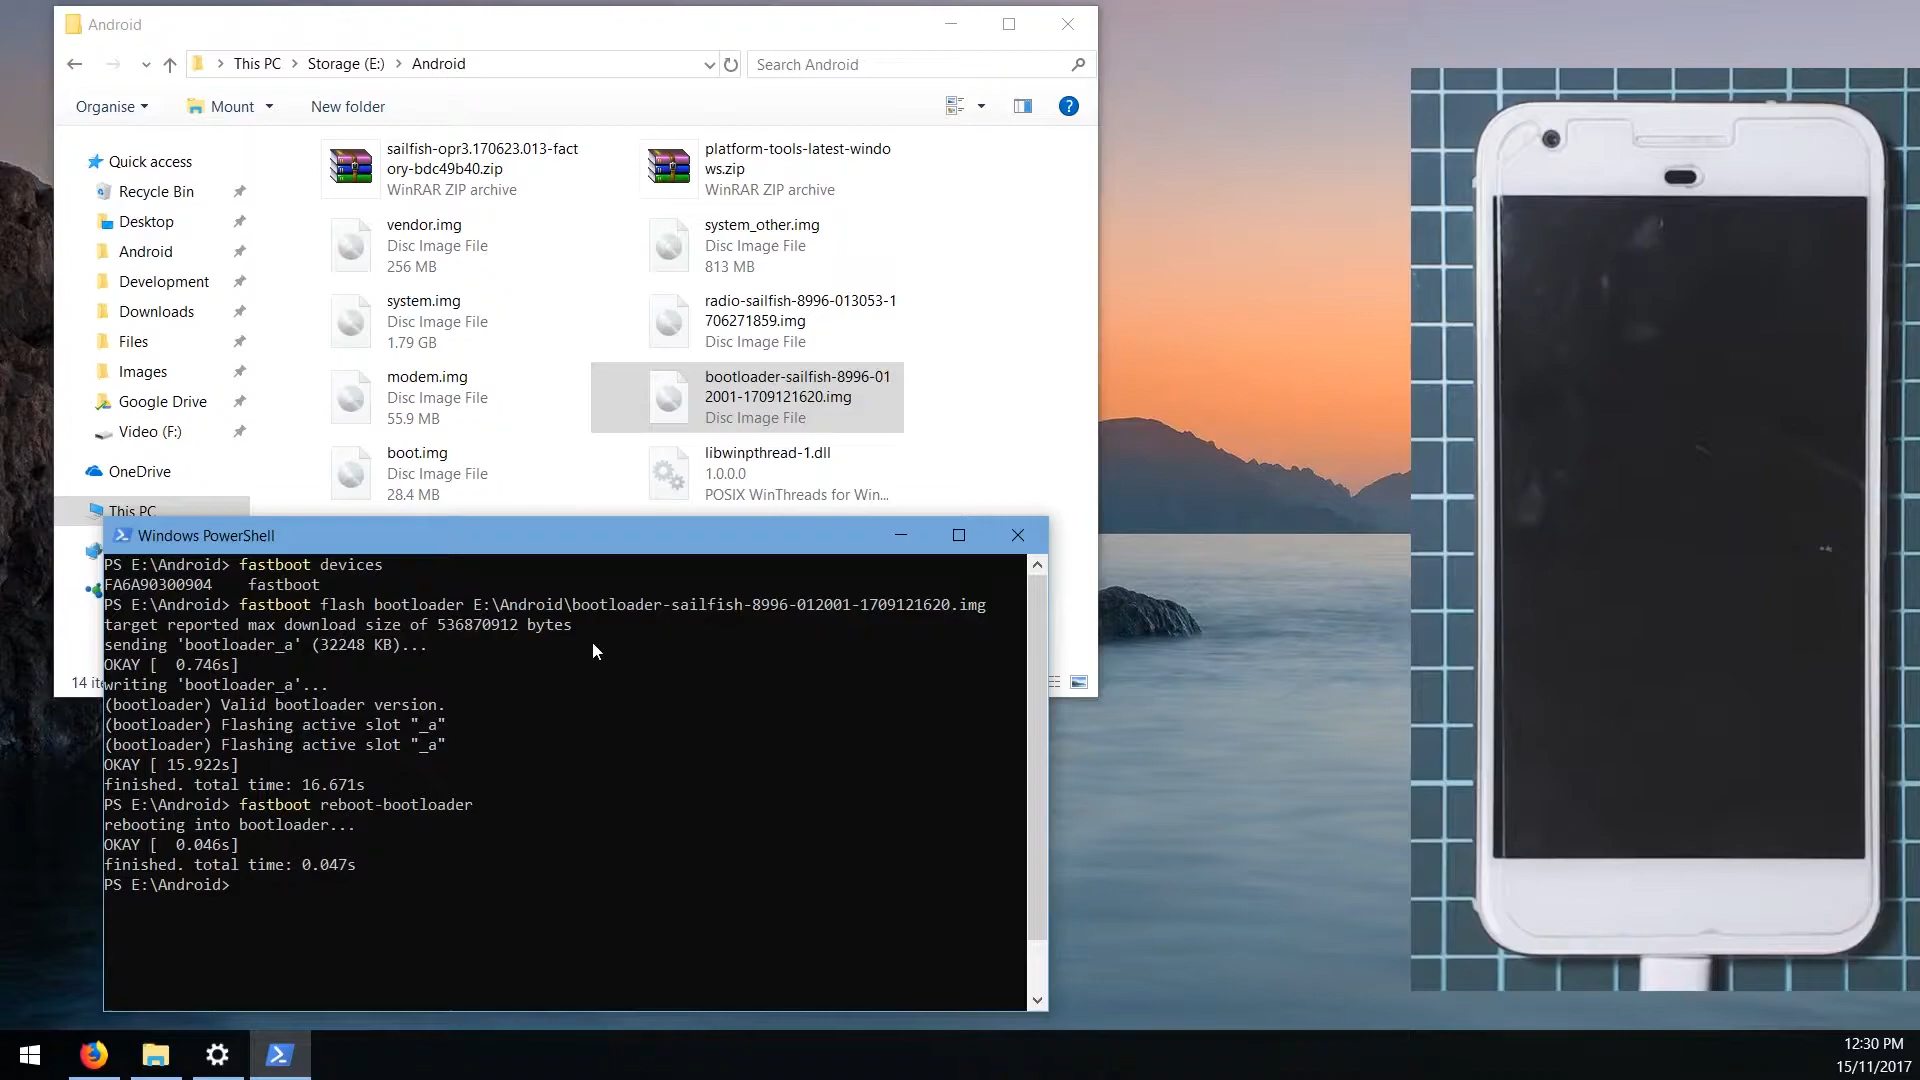 Android
This PC
Storage (E:)
Android
Search Android
Organise
Mount
New folder
Quick access
Recycle Bin
Desktop
Android
Development
Downloads
Files
Images
Google Drive
Video (F:)
OneDrive
This PC
sailfish-opr3.170623.013-fact
ory-bdc49b40.zip
WinRAR ZIP archive
platform-tools-latest-windo
ws.zip
WinRAR ZIP archive
vendor.img
Disc Image File
256 MB
system_other.img
Disc Image File
813 MB
system.img
Disc Image File
1.79 GB
radio-sailfish-8996-013053-1
706271859.img
Disc Image File
modem.img
Disc Image File
55.9 MB
bootloader-sailfish-8996-01
2001-1709121620.img
Disc Image File
boot.img
Disc Image File
28.4 MB
libwinpthread-1.dll
1.0.0.0
POSIX WinThreads for Win...
14 ite
Windows PowerShell
PS E:\Android> fastboot devices
FA6A90300904    fastboot
PS E:\Android> fastboot flash bootloader E:\Android\bootloader-sailfish-8996-012001-1709121620.img
target reported max download size of 536870912 bytes
sending 'bootloader_a' (32248 KB)...
OKAY [  0.746s]
writing 'bootloader_a'...
(bootloader) Valid bootloader version.
(bootloader) Flashing active slot "_a"
(bootloader) Flashing active slot "_a"
OKAY [ 15.922s]
finished. total time: 16.671s
PS E:\Android> fastboot reboot-bootloader
rebooting into bootloader...
OKAY [  0.046s]
finished. total time: 0.047s
PS E:\Android>
12:30 PM
15/11/2017